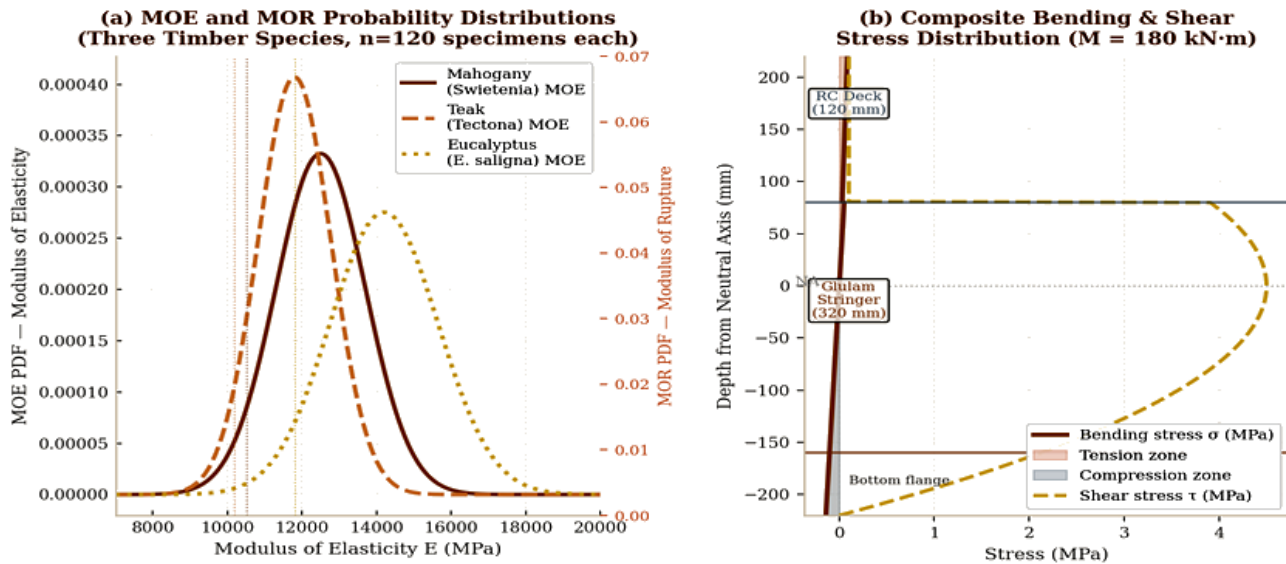 (a) MOE and MOR Probability Distributions
(Three Timber Species, n=120 specimens each)
MOE PDF — Modulus of Elasticity
0.00040
0.00035
0.00030
0.00025
0.00020
0.00015
0.00010
0.00005
0.00000
Mahogany
(Swietenia) MOE
Teak
(Tectona) MOE
Eucalyptus
(E. saligna) MOE
0.07
0.06
0.05
0.04
0.03
0.02
0.01
0.00
MOR PDF — Modulus of Rupture
8000 10000 12000 14000 16000 18000 20000
Modulus of Elasticity E (MPa)
(b) Composite Bending & Shear
Stress Distribution (M = 180 kN·m)
Depth from Neutral Axis (mm)
200
150
100
50
0
−50
−100
−150
−200
RC Deck
(120 mm)
NA
Glulam
Stringer
(320 mm)
Bottom flange
Bending stress σ (MPa)
Tension zone
Compression zone
Shear stress τ (MPa)
0 1 2 3 4
Stress (MPa)